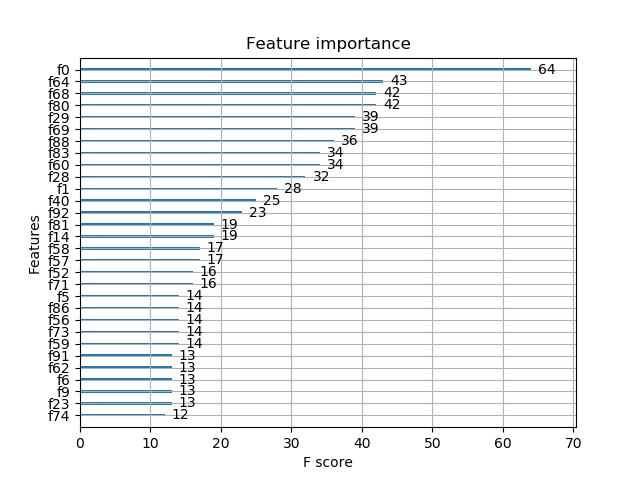 Feature importance
Features
f0 64
f64 43
f68 42
f80 42
f29 39
f69 39
f88 36
f83 34
f60 34
f28 32
f1 28
f40 25
f92 23
f81 19
f14 19
f58 17
f57 17
f52 16
f71 16
f5 14
f86 14
f56 14
f73 14
f59 14
f91 13
f62 13
f6 13
f9 13
f23 13
f74 12
0 10 20 30 40 50 60 70
F score